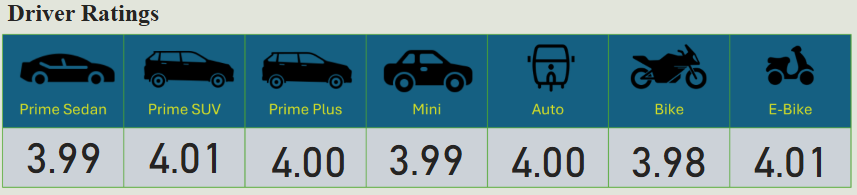 Driver Ratings
Prime Sedan Prime SUV Prime Plus Mini Auto Bike E-Bike
3.99 4.01 4.00 3.99 4.00 3.98 4.01